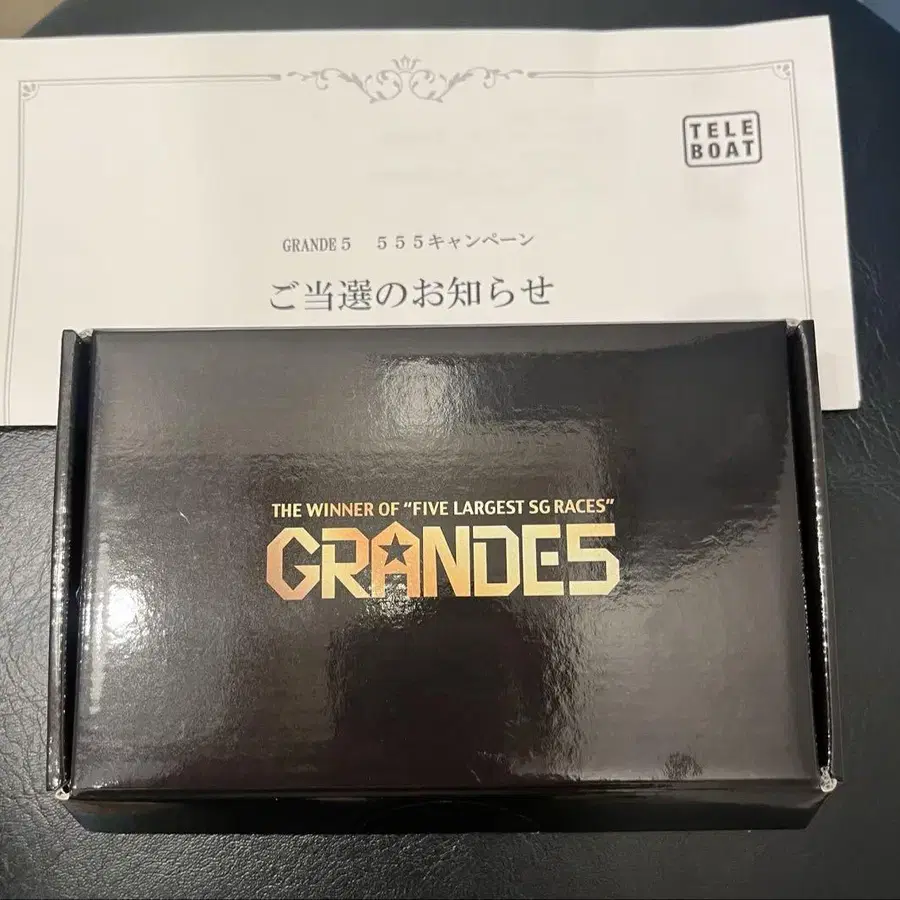 TELE
BOAT
GRANDE5 555キャンペーン
ご当選のお知らせ
THE WINNER OF "FIVE LARGEST SG RACES"
GRANDE5